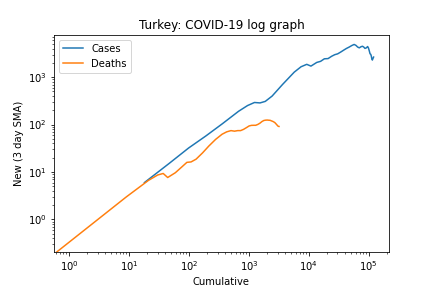 Turkey: COVID-19 log graph
Cases
Deaths
New (3 day SMA)
10³
10²
10¹
10⁰
10⁰ 10¹ 10² 10³ 10⁴ 10⁵
Cumulative